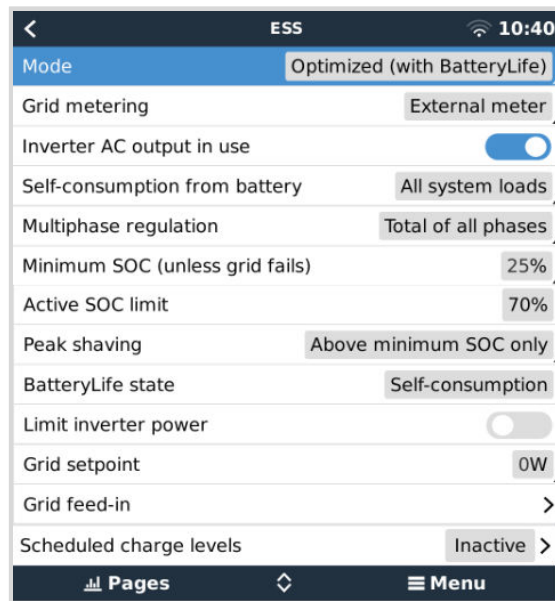 ESS 10:40
Mode Optimized (with BatteryLife)
Grid metering External meter
Inverter AC output in use
Self-consumption from battery All system loads
Multiphase regulation Total of all phases
Minimum SOC (unless grid fails) 25%
Active SOC limit 70%
Peak shaving Above minimum SOC only
BatteryLife state Self-consumption
Limit inverter power
Grid setpoint 0W
Grid feed-in
Scheduled charge levels Inactive
Pages Menu